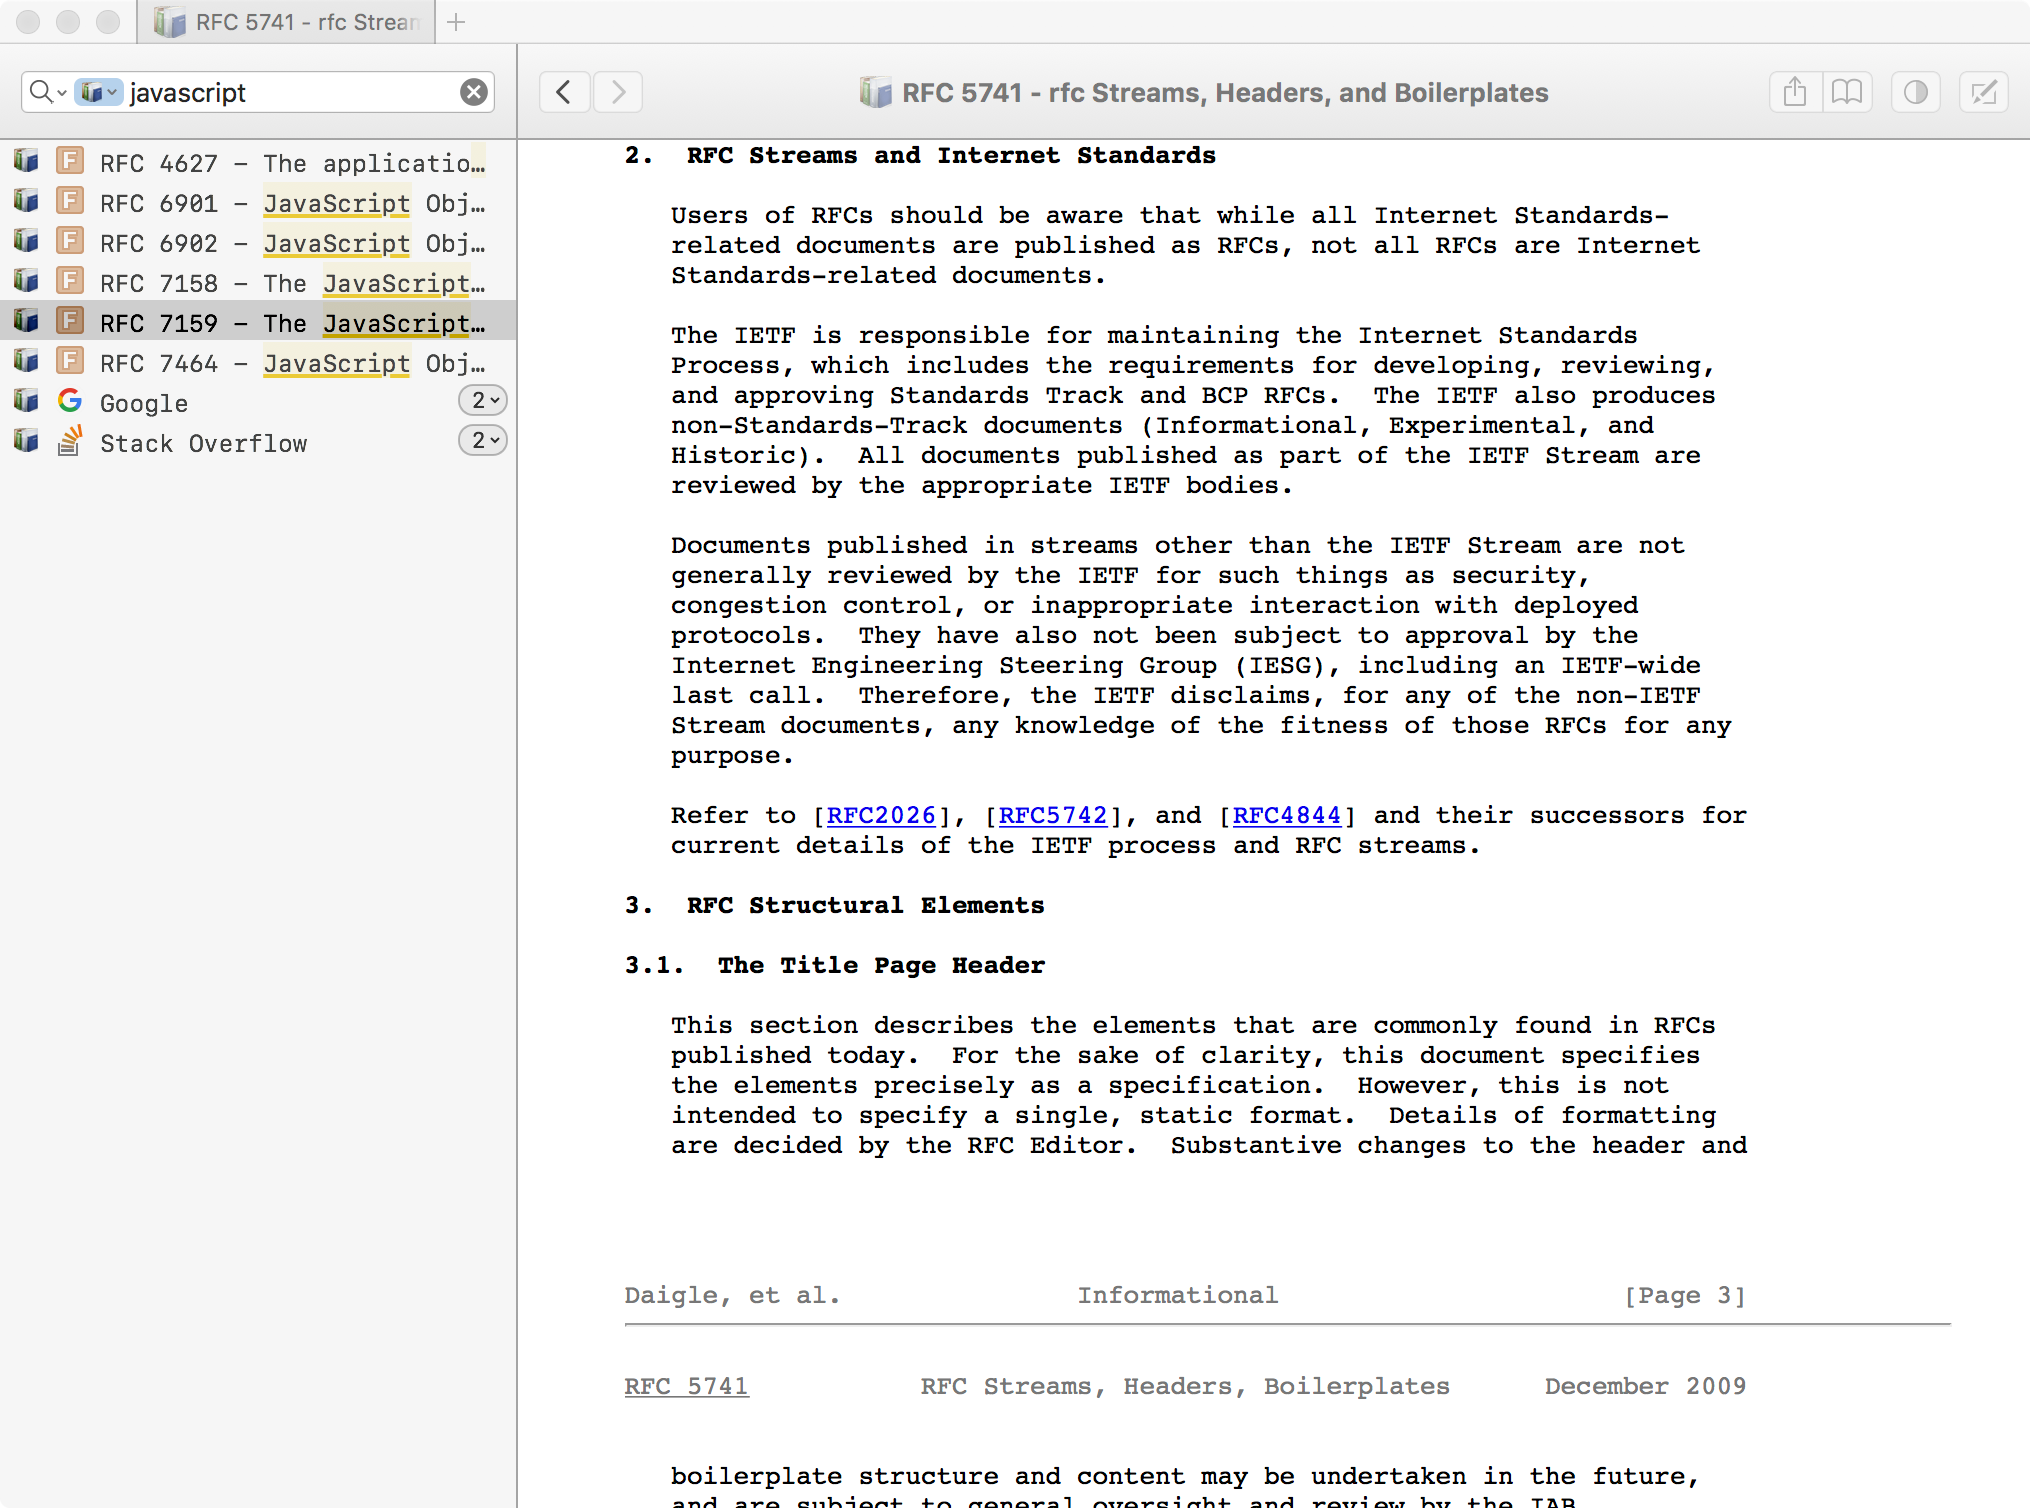 RFC 5741 - rfc Strean
javascript
RFC 5741 - rfc Streams, Headers, and Boilerplates
RFC 4627 – The applicatio…
RFC 6901 – JavaScript Obj…
RFC 6902 – JavaScript Obj…
RFC 7158 – The JavaScript…
RFC 7159 – The JavaScript…
RFC 7464 – JavaScript Obj…
Google 2
Stack Overflow 2
2. RFC Streams and Internet Standards
Users of RFCs should be aware that while all Internet Standards-
related documents are published as RFCs, not all RFCs are Internet
Standards-related documents.
The IETF is responsible for maintaining the Internet Standards
Process, which includes the requirements for developing, reviewing,
and approving Standards Track and BCP RFCs. The IETF also produces
non-Standards-Track documents (Informational, Experimental, and
Historic). All documents published as part of the IETF Stream are
reviewed by the appropriate IETF bodies.
Documents published in streams other than the IETF Stream are not
generally reviewed by the IETF for such things as security,
congestion control, or inappropriate interaction with deployed
protocols. They have also not been subject to approval by the
Internet Engineering Steering Group (IESG), including an IETF-wide
last call. Therefore, the IETF disclaims, for any of the non-IETF
Stream documents, any knowledge of the fitness of those RFCs for any
purpose.
Refer to [RFC2026], [RFC5742], and [RFC4844] and their successors for
current details of the IETF process and RFC streams.
3. RFC Structural Elements
3.1. The Title Page Header
This section describes the elements that are commonly found in RFCs
published today. For the sake of clarity, this document specifies
the elements precisely as a specification. However, this is not
intended to specify a single, static format. Details of formatting
are decided by the RFC Editor. Substantive changes to the header and
Daigle, et al. Informational [Page 3]
RFC 5741 RFC Streams, Headers, Boilerplates December 2009
boilerplate structure and content may be undertaken in the future,
and are subject to general oversight and review by the IAB.